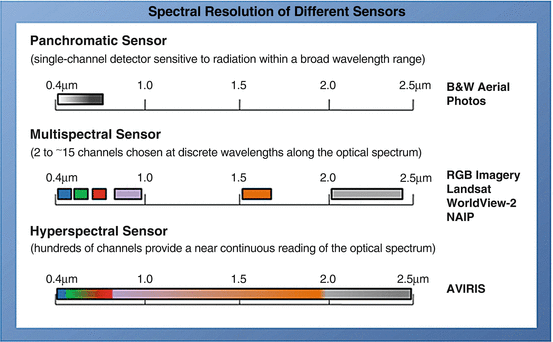 Spectral Resolution of Different Sensors
Panchromatic Sensor
(single-channel detector sensitive to radiation within a broad wavelength range)
0.4μm 1.0 1.5 2.0 2.5μm
B&W Aerial
Photos
Multispectral Sensor
(2 to ~15 channels chosen at discrete wavelengths along the optical spectrum)
0.4μm 1.0 1.5 2.0 2.5μm
RGB Imagery
Landsat
WorldView-2
NAIP
Hyperspectral Sensor
(hundreds of channels provide a near continuous reading of the optical spectrum)
0.4μm 1.0 1.5 2.0 2.5μm
AVIRIS